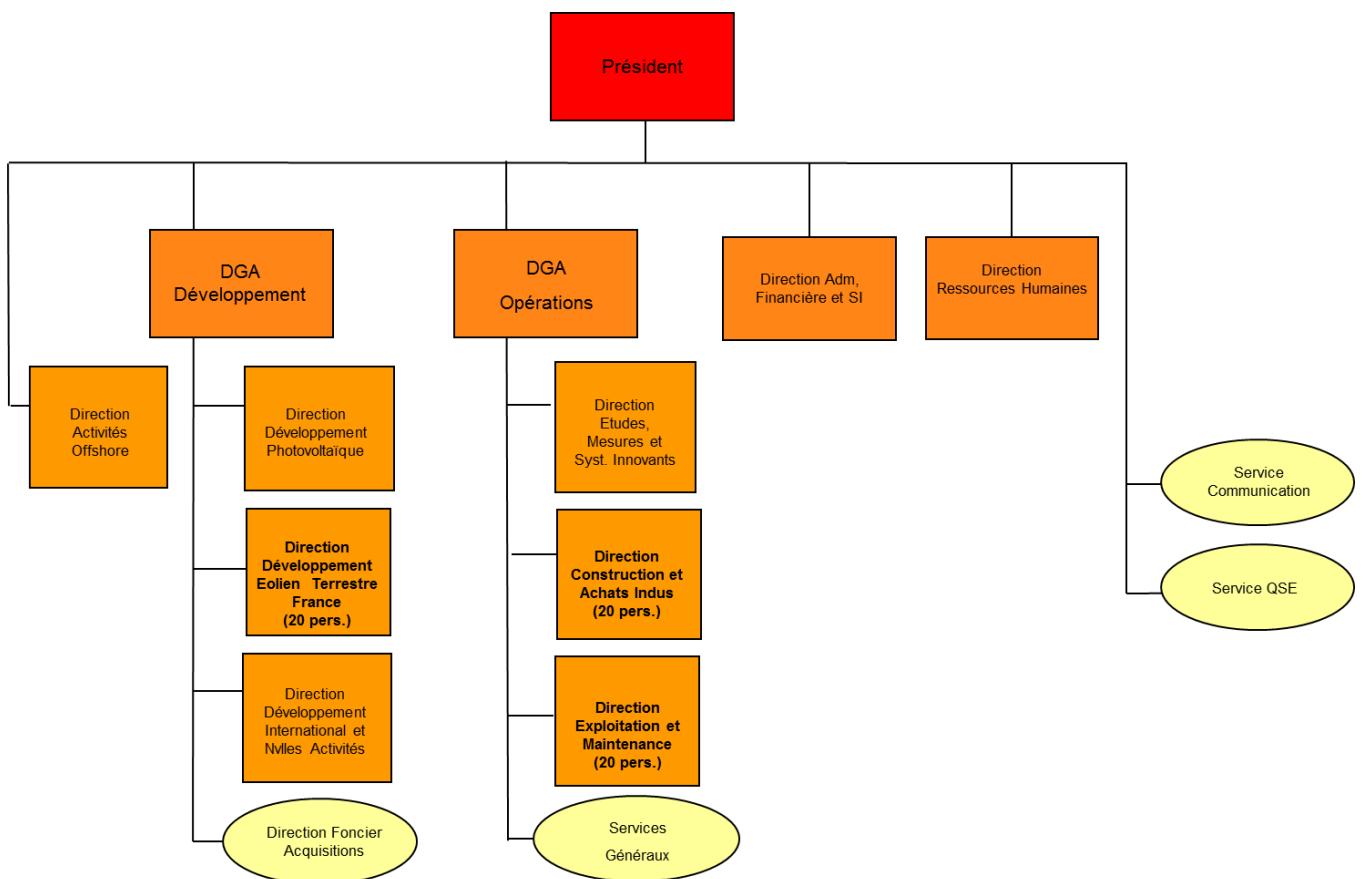 Président
DGA
Développement
DGA
Opérations
Direction Adm,
Financière et SI
Direction
Ressources Humaines
Direction
Activités
Offshore
Direction
Développement
Photovoltaïque
Direction
Etudes,
Mesures et
Syst. Innovants
Service
Communication
Direction
Développement
Eolien Terrestre
France
(20 pers.)
Direction
Construction et
Achats Indus
(20 pers.)
Service QSE
Direction
Développement
International et
Nvlles Activités
Direction
Exploitation et
Maintenance
(20 pers.)
Direction Foncier
Acquisitions
Services
Généraux